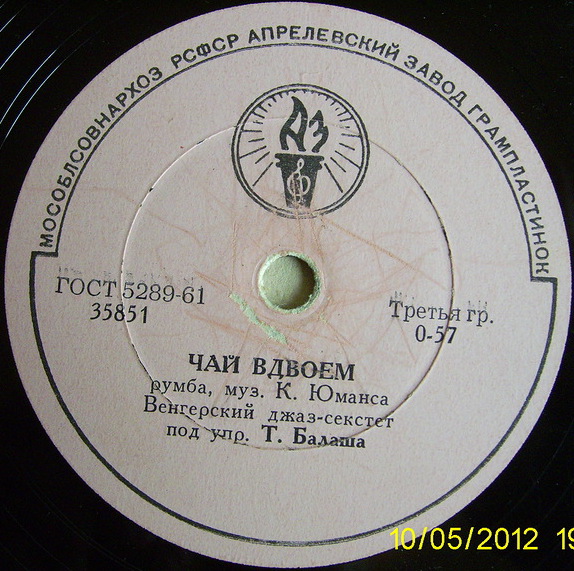 МОСОБЛСОВНАРХОЗ РСФСР АПРЕЛЕВСКИЙ ЗАВОД ГРАМПЛАСТИНОК
АЗ
ГОСТ 5289-61
35851
Третья гр.
0-57
ЧАЙ ВДВОЕМ
румба, муз. К. Юманса
Венгерский джаз-секстет
под упр. Т. Балаша
10/05/2012 19